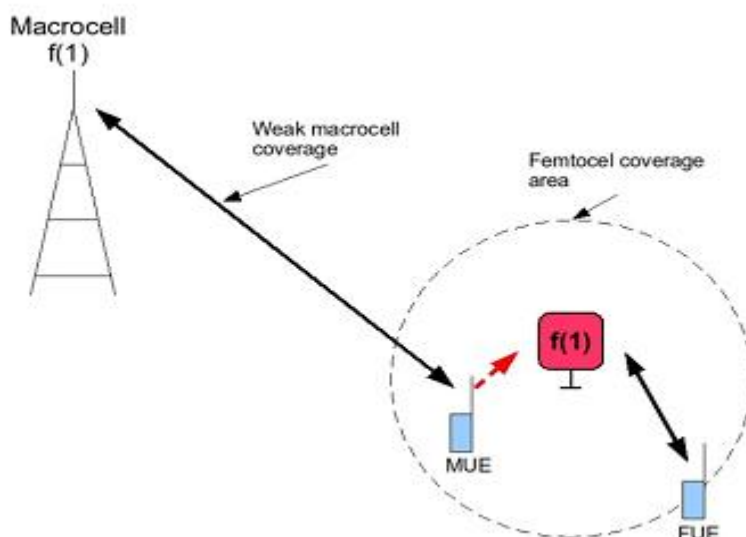 Macrocell
f(1)
Weak macrocell
coverage
Femtocel coverage
area
f(1)
MUE
FUE